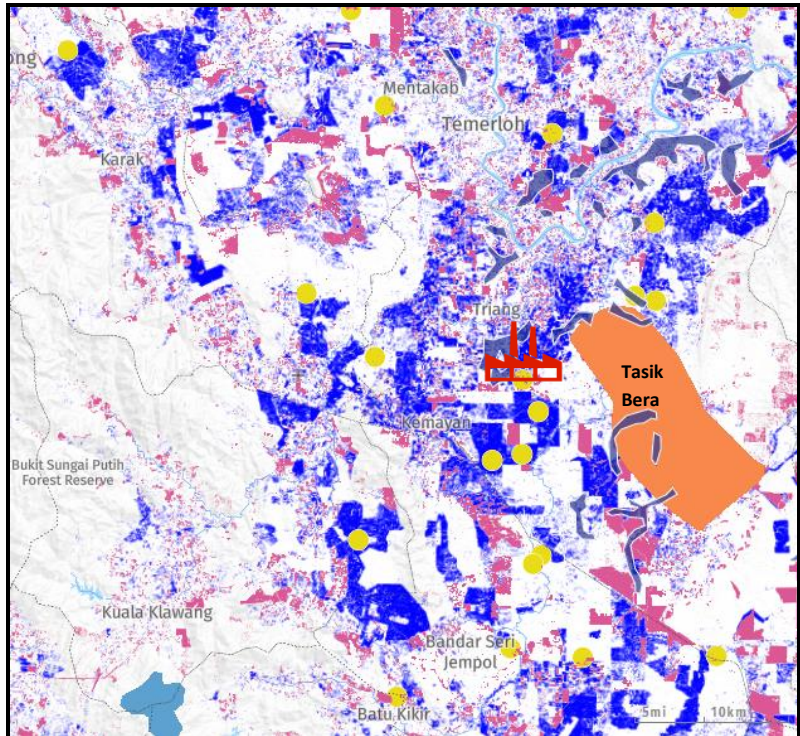 ong
Mentakab
Temerloh
Karak
Triang
Tasik
Bera
Kemayan
Bukit Sungai Putih
Forest Reserve
Kuala Klawang
Bandar Seri
Jempol
Batu Kikir
5mi
10km